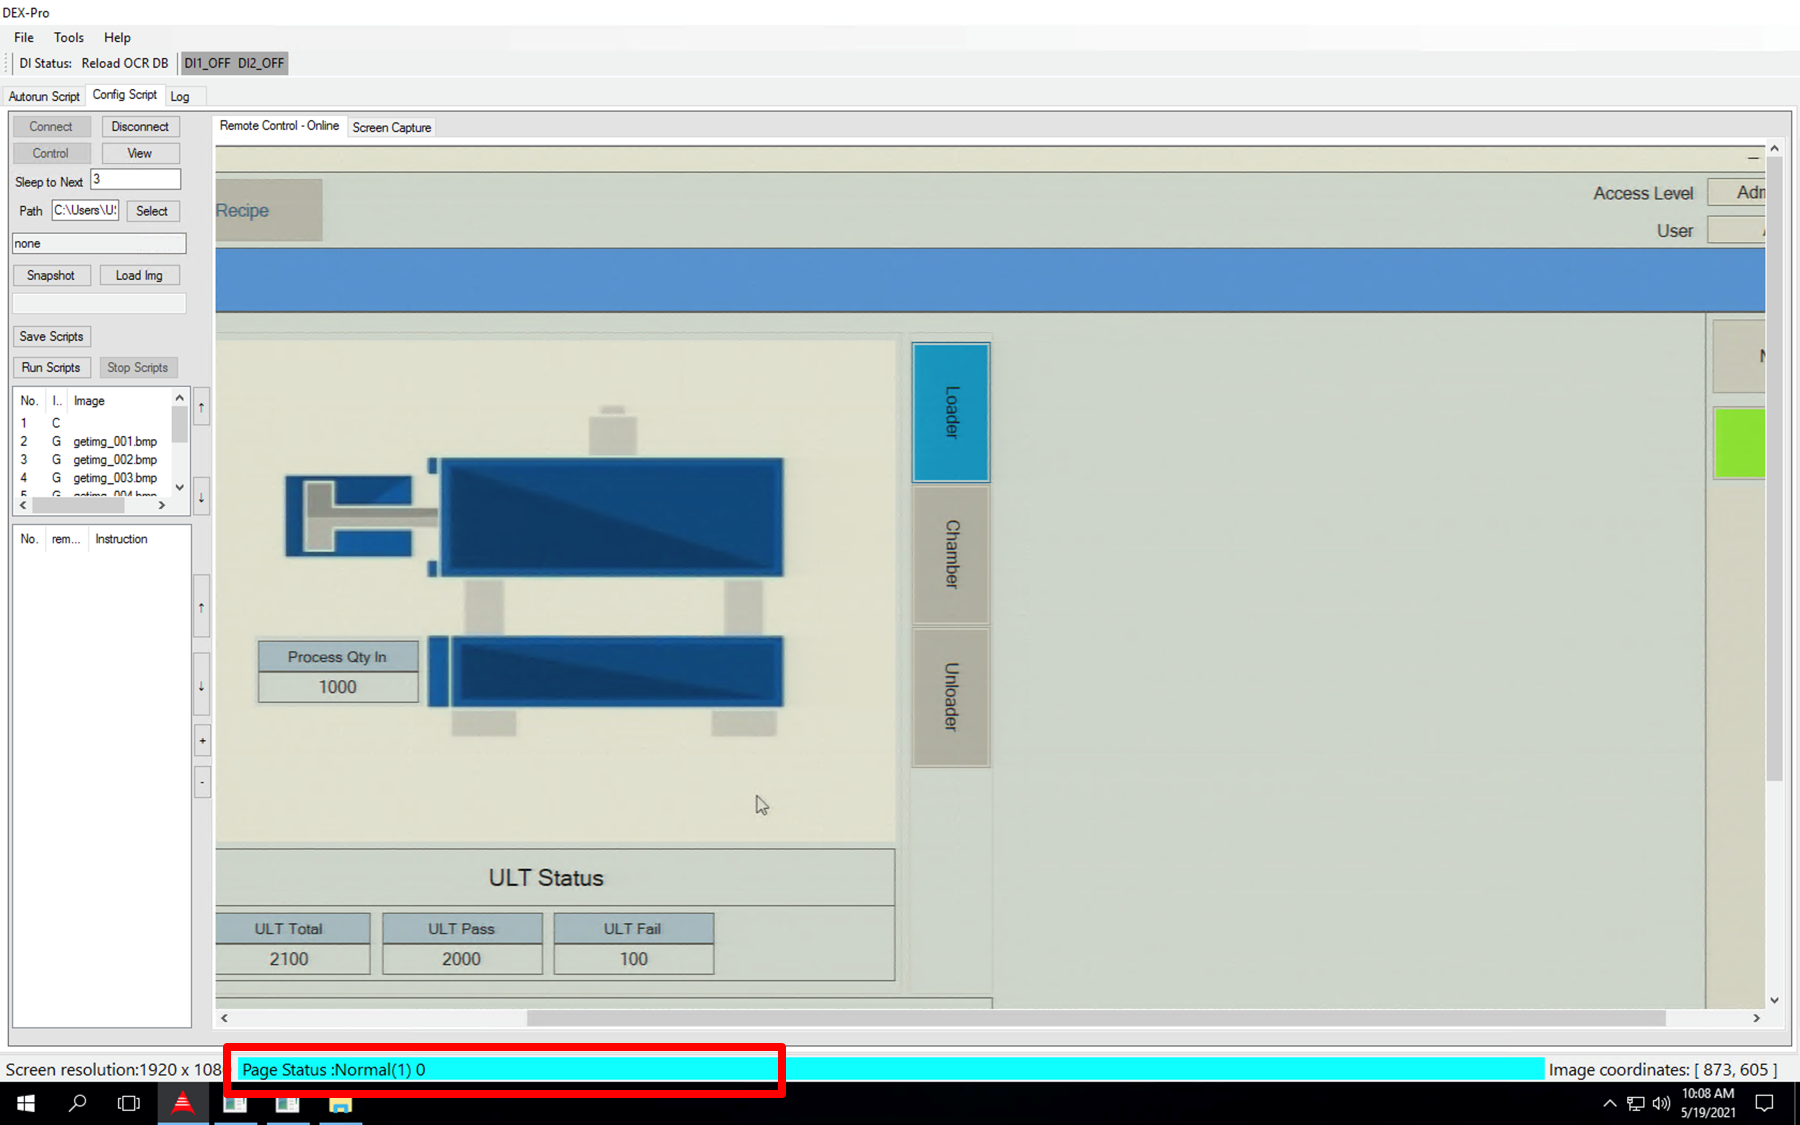 DEX-Pro
File Tools Help
DI Status: Reload OCR DB DI1_OFF DI2_OFF
Autorun Script Config Script Log
Connect Disconnect
Control View
Sleep to Next 3
Path C:\Users\U Select
none
Snapshot Load Img
Save Scripts
Run Scripts Stop Scripts
No. I.. Image
1 C
2 G getimg_001.bmp
3 G getimg_002.bmp
4 G getimg_003.bmp
5 G getimg_004.bmp
↑
↓
No. rem... Instruction
↑
↓
+
-
Remote Control - Online Screen Capture
Recipe
Access Level Adm
User
Loader
Chamber
Unloader
Process Qty In
1000
ULT Status
ULT Total ULT Pass ULT Fail
2100 2000 100
Screen resolution:1920 x 108 Page Status :Normal(1) 0 Image coordinates: [ 873, 605 ]
10:08 AM
5/19/2021